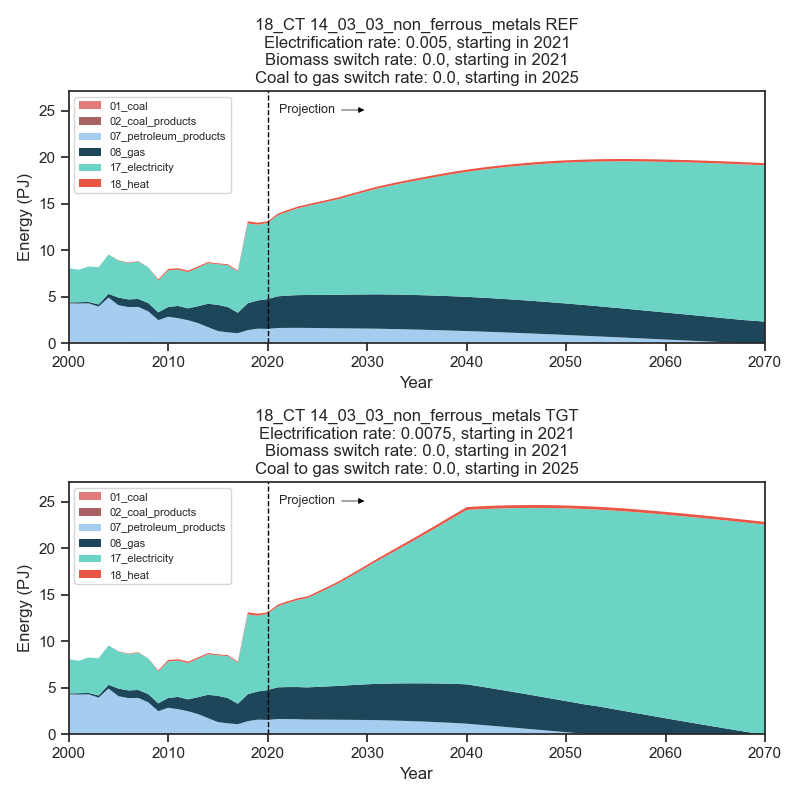 18_CT 14_03_03_non_ferrous_metals REF
Electrification rate: 0.005, starting in 2021
Biomass switch rate: 0.0, starting in 2021
Coal to gas switch rate: 0.0, starting in 2025
25
20
15
10
5
0
Energy (PJ)
01_coal
02_coal_products
07_petroleum_products
08_gas
17_electricity
18_heat
Projection
2000 2010 2020 2030 2040 2050 2060 2070
Year
18_CT 14_03_03_non_ferrous_metals TGT
Electrification rate: 0.0075, starting in 2021
Biomass switch rate: 0.0, starting in 2021
Coal to gas switch rate: 0.0, starting in 2025
25
20
15
10
5
0
Energy (PJ)
01_coal
02_coal_products
07_petroleum_products
08_gas
17_electricity
18_heat
Projection
2000 2010 2020 2030 2040 2050 2060 2070
Year